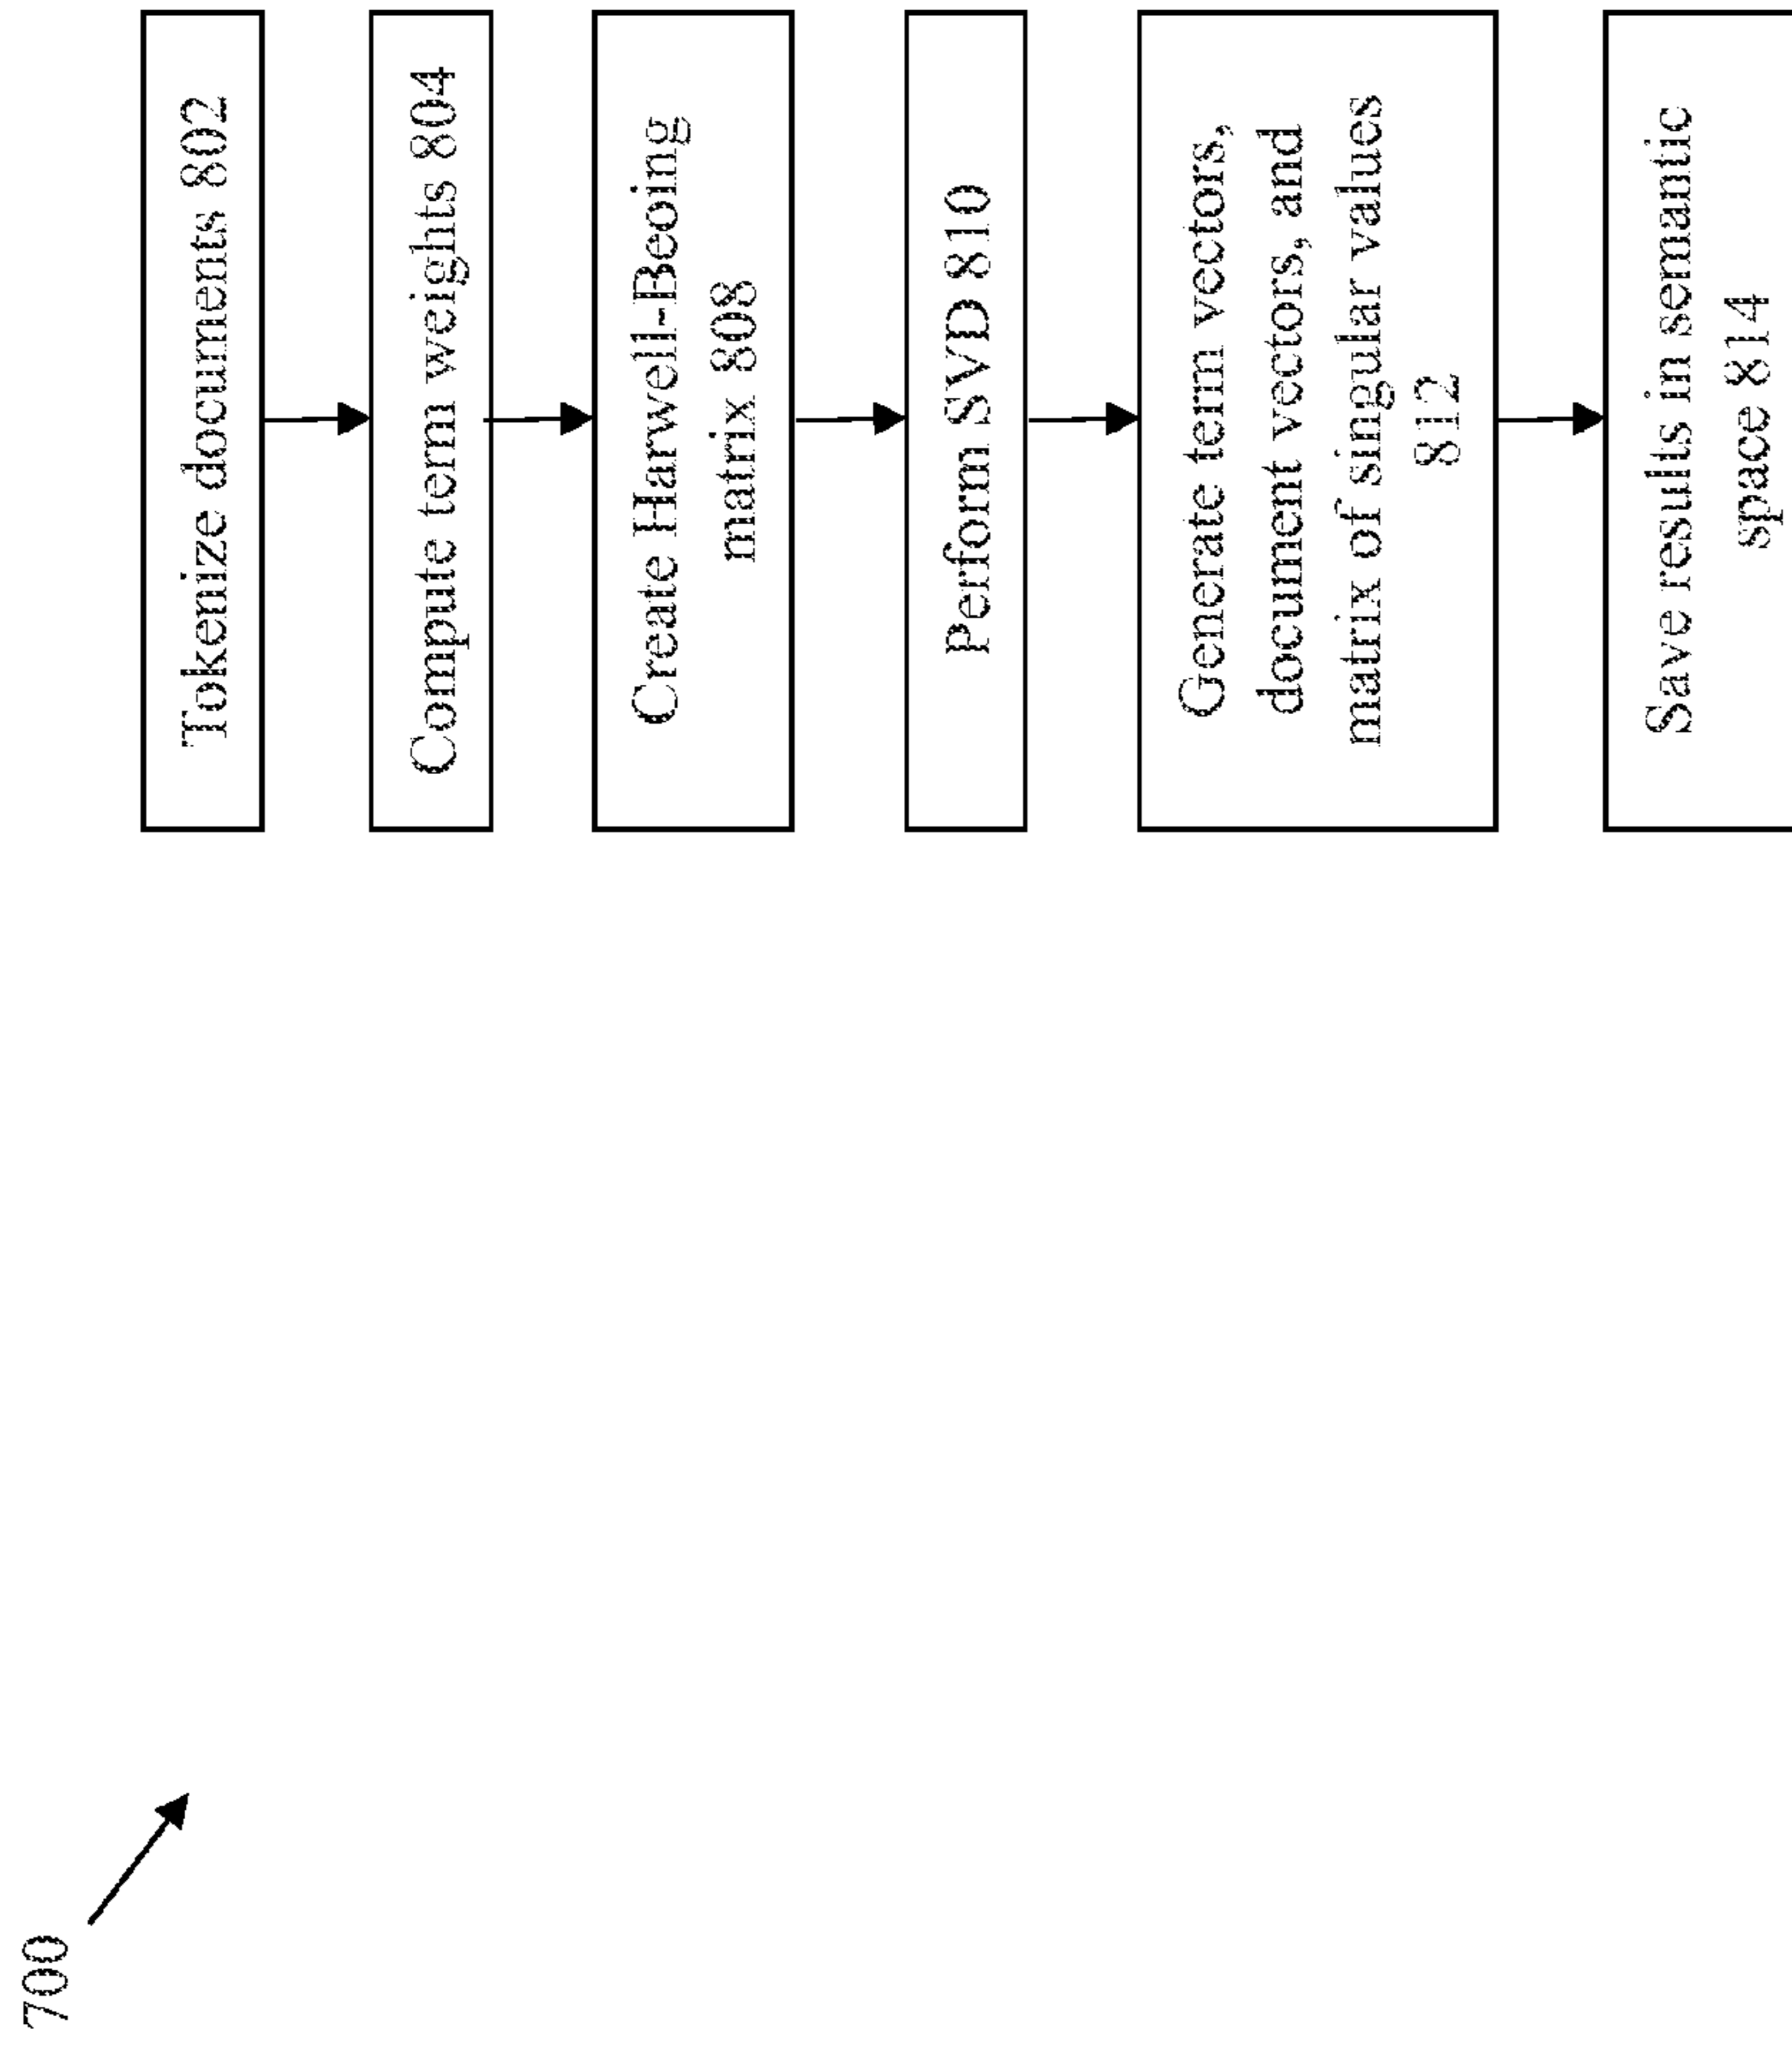 700
Tokenize documents 802
Compute term weights 804
Create Harwell-Beoing
matrix 808
Perform SVD 810
Generate term vectors,
document vectors, and
matrix of singular values
812
Save results in semantic
space 814